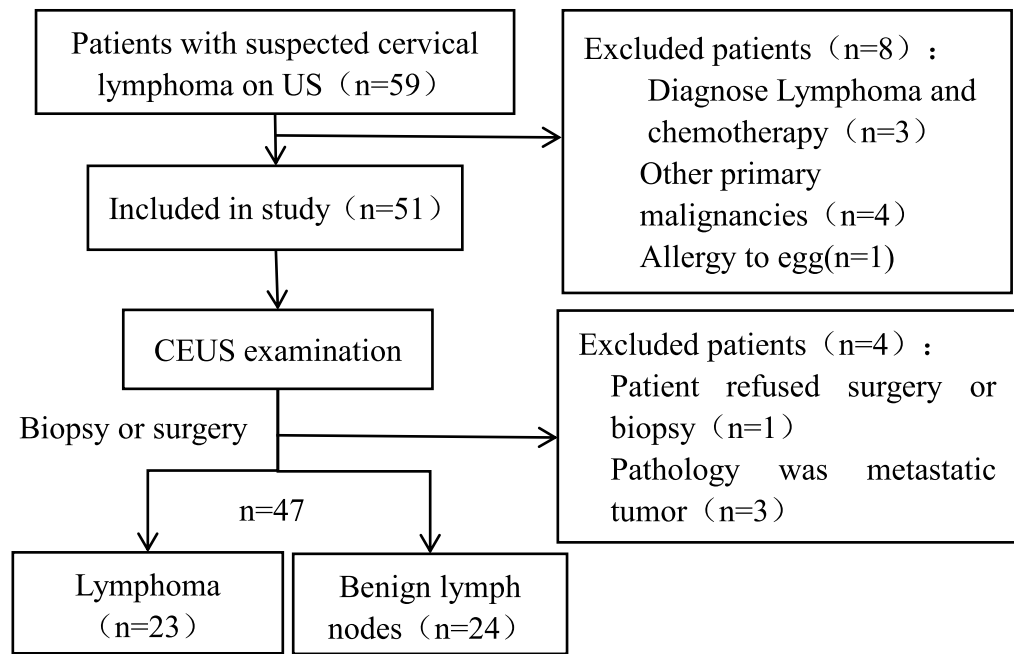 Patients with suspected cervical
lymphoma on US（n=59）
Excluded patients（n=8）：
Diagnose Lymphoma and
chemotherapy（n=3）
Other primary
malignancies（n=4）
Allergy to egg(n=1)
Included in study（n=51）
CEUS examination
Excluded patients（n=4）：
Patient refused surgery or
biopsy（n=1）
Pathology was metastatic
tumor（n=3）
Biopsy or surgery
n=47
Lymphoma
（n=23）
Benign lymph
nodes（n=24）